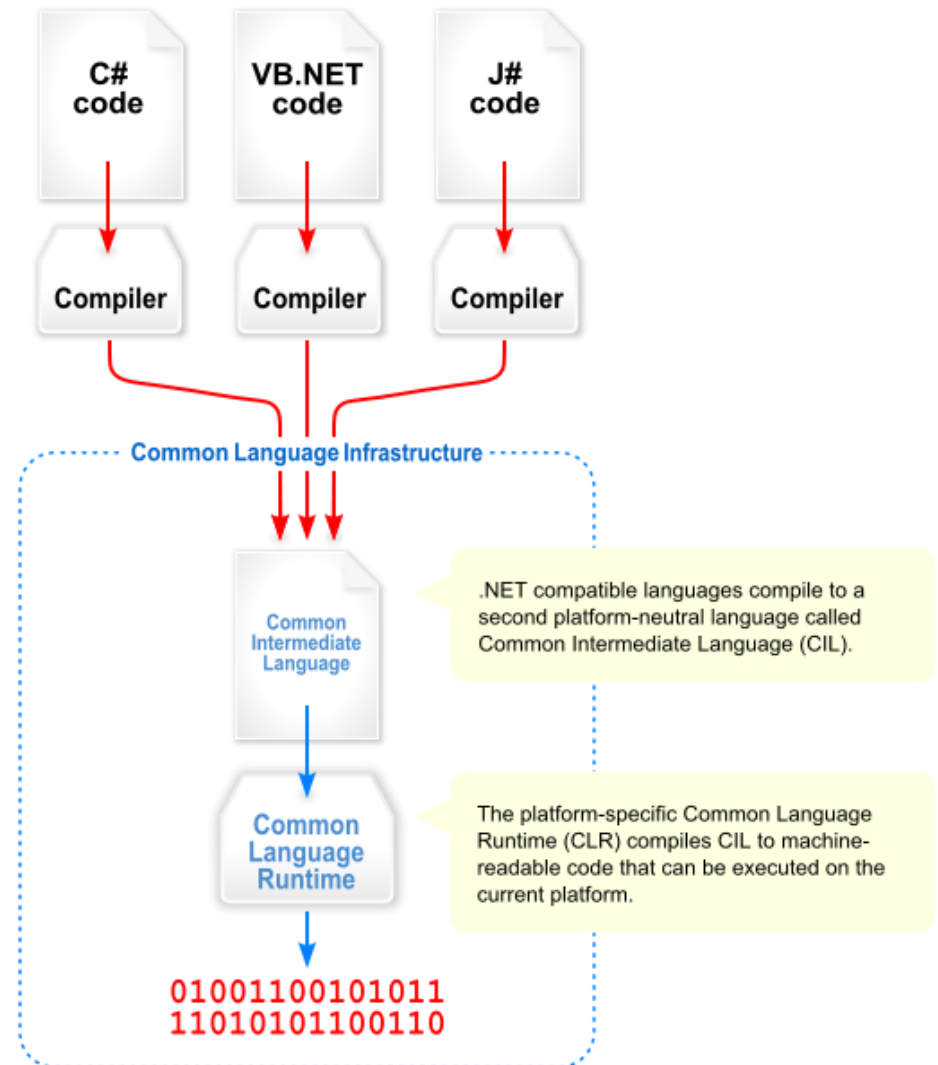 C#
code
VB.NET
code
J#
code
Compiler
Compiler
Compiler
Common Language Infrastructure
Common
Intermediate
Language
.NET compatible languages compile to a
second platform-neutral language called
Common Intermediate Language (CIL).
Common
Language
Runtime
The platform-specific Common Language
Runtime (CLR) compiles CIL to machine-
readable code that can be executed on the
current platform.
01001100101011
11010101100110